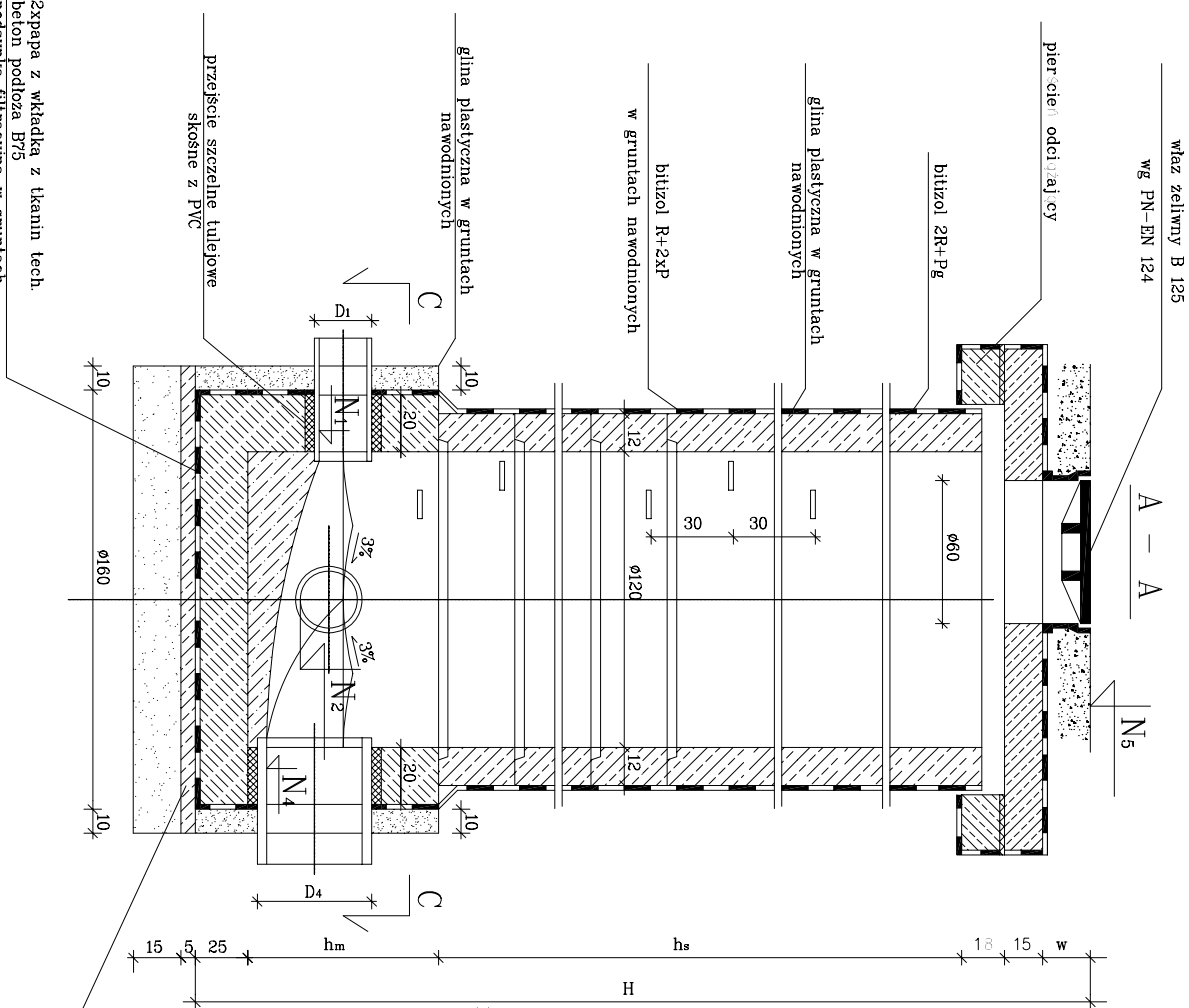 właz żeliwny B 125
wg PN-EN 124
pierścień odciążający
bitizol 2R+Pg
glina plastyczna w gruntach
nawodnionych
bitizol R+2xP
w gruntach nawodnionych
glina plastyczna w gruntach
nawodnionych
przejście szczelne tulejowe
skośne z PVC
2xpapa z wkładką z tkanin tech.
beton podłoża B75
A - A
N5
ø60
30
30
ø120
12
12
20
20
10
10
10
10
ø160
C
C
D1
D4
N1
N2
N4
3%
3%
15
5
25
hm
hs
18
15
w
H